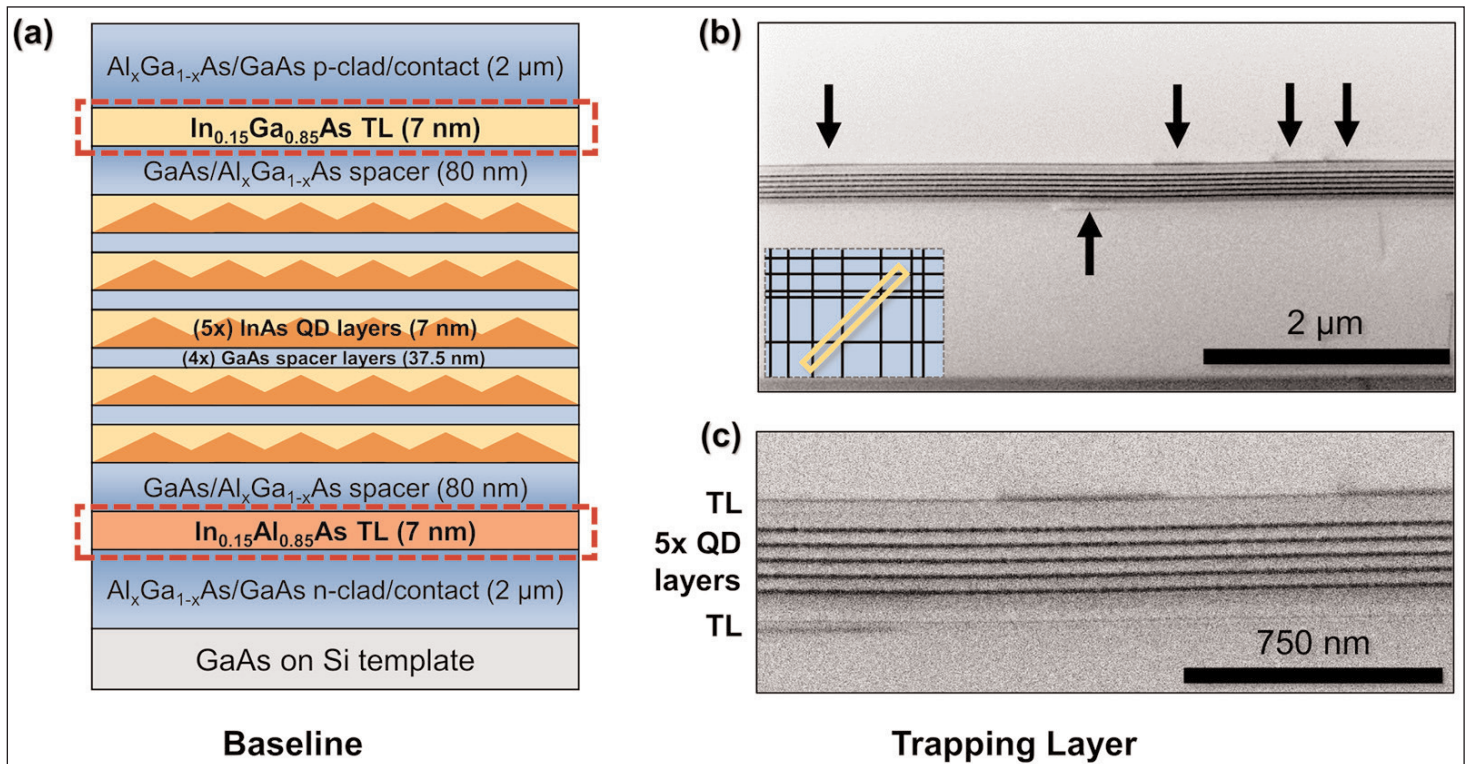 (a)
AlₓGa₁₋ₓAs/GaAs p-clad/contact (2 µm)
In₀.₁₅Ga₀.₈₅As TL (7 nm)
GaAs/AlₓGa₁₋ₓAs spacer (80 nm)
(5x) InAs QD layers (7 nm)
(4x) GaAs spacer layers (37.5 nm)
GaAs/AlₓGa₁₋ₓAs spacer (80 nm)
In₀.₁₅Al₀.₈₅As TL (7 nm)
AlₓGa₁₋ₓAs/GaAs n-clad/contact (2 µm)
GaAs on Si template
Baseline
(b)
2 µm
(c)
TL
5x QD
layers
TL
750 nm
Trapping Layer